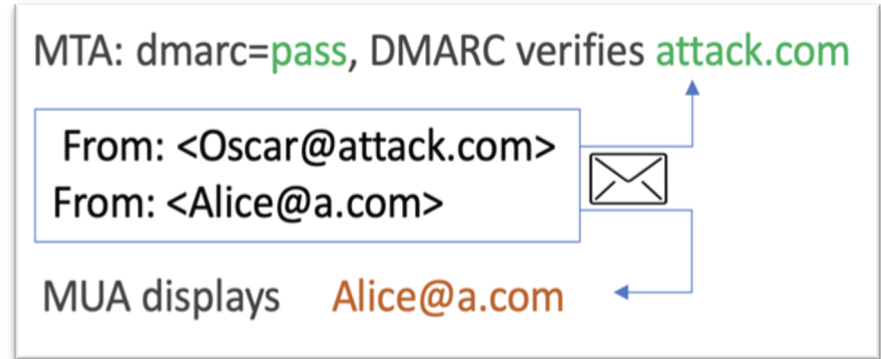 MTA: dmarc=pass, DMARC verifies attack.com
From: <Oscar@attack.com>
From: <Alice@a.com>
MUA displays Alice@a.com